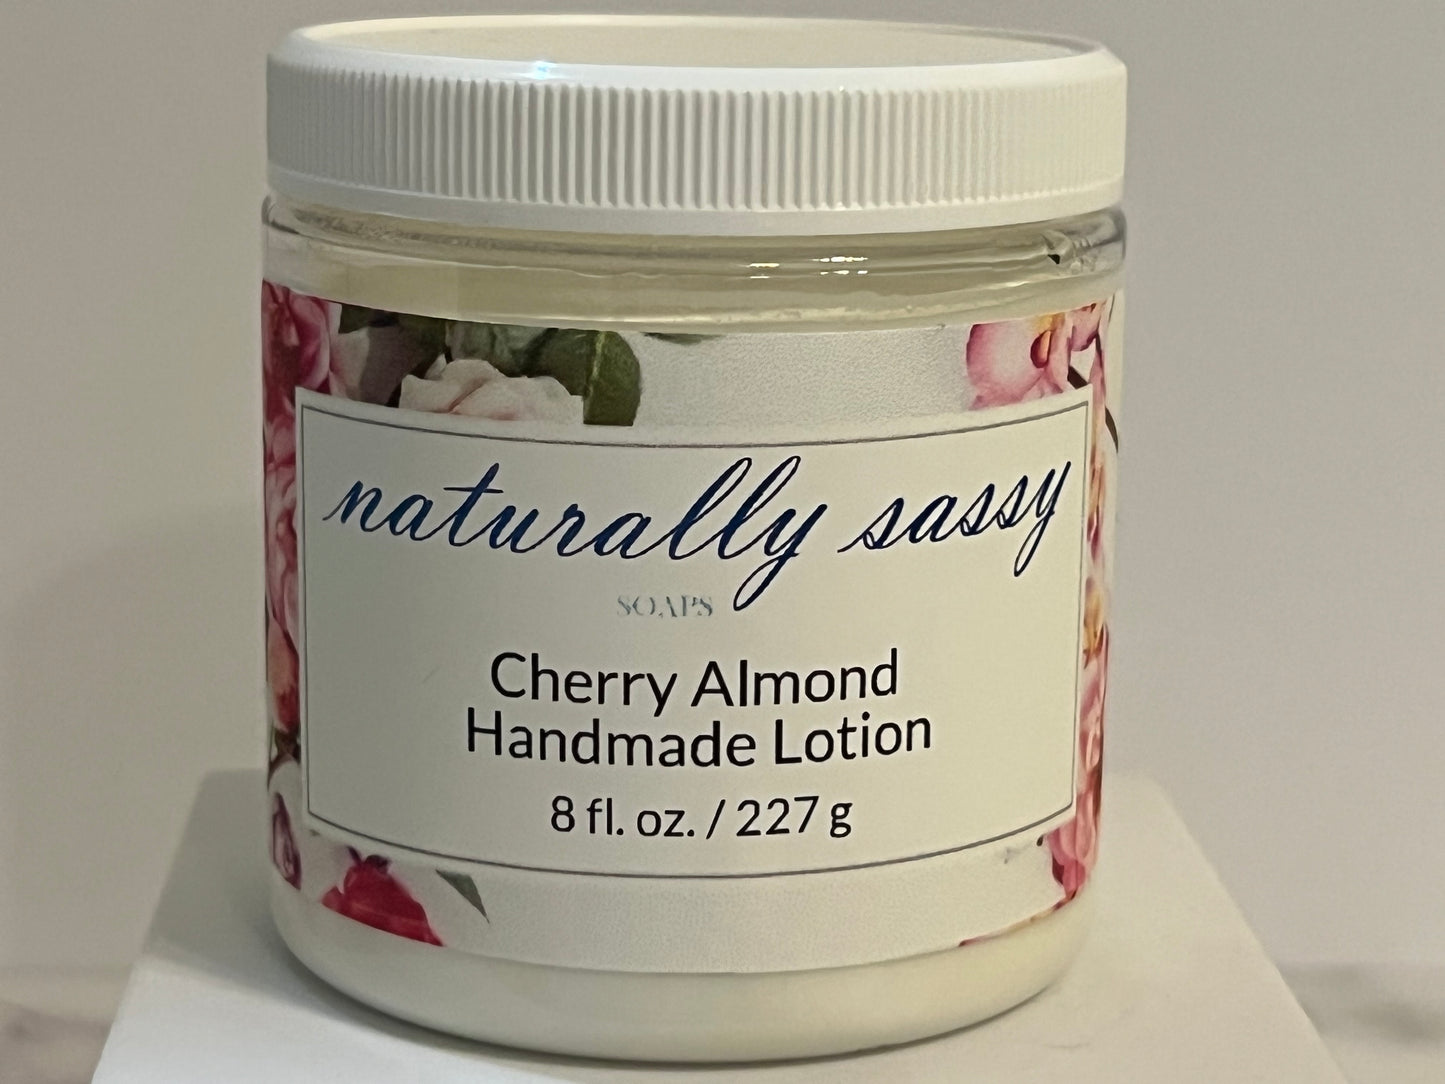 naturally sassy
SOAPS
Cherry Almond
Handmade Lotion
8 fl. oz. / 227 g